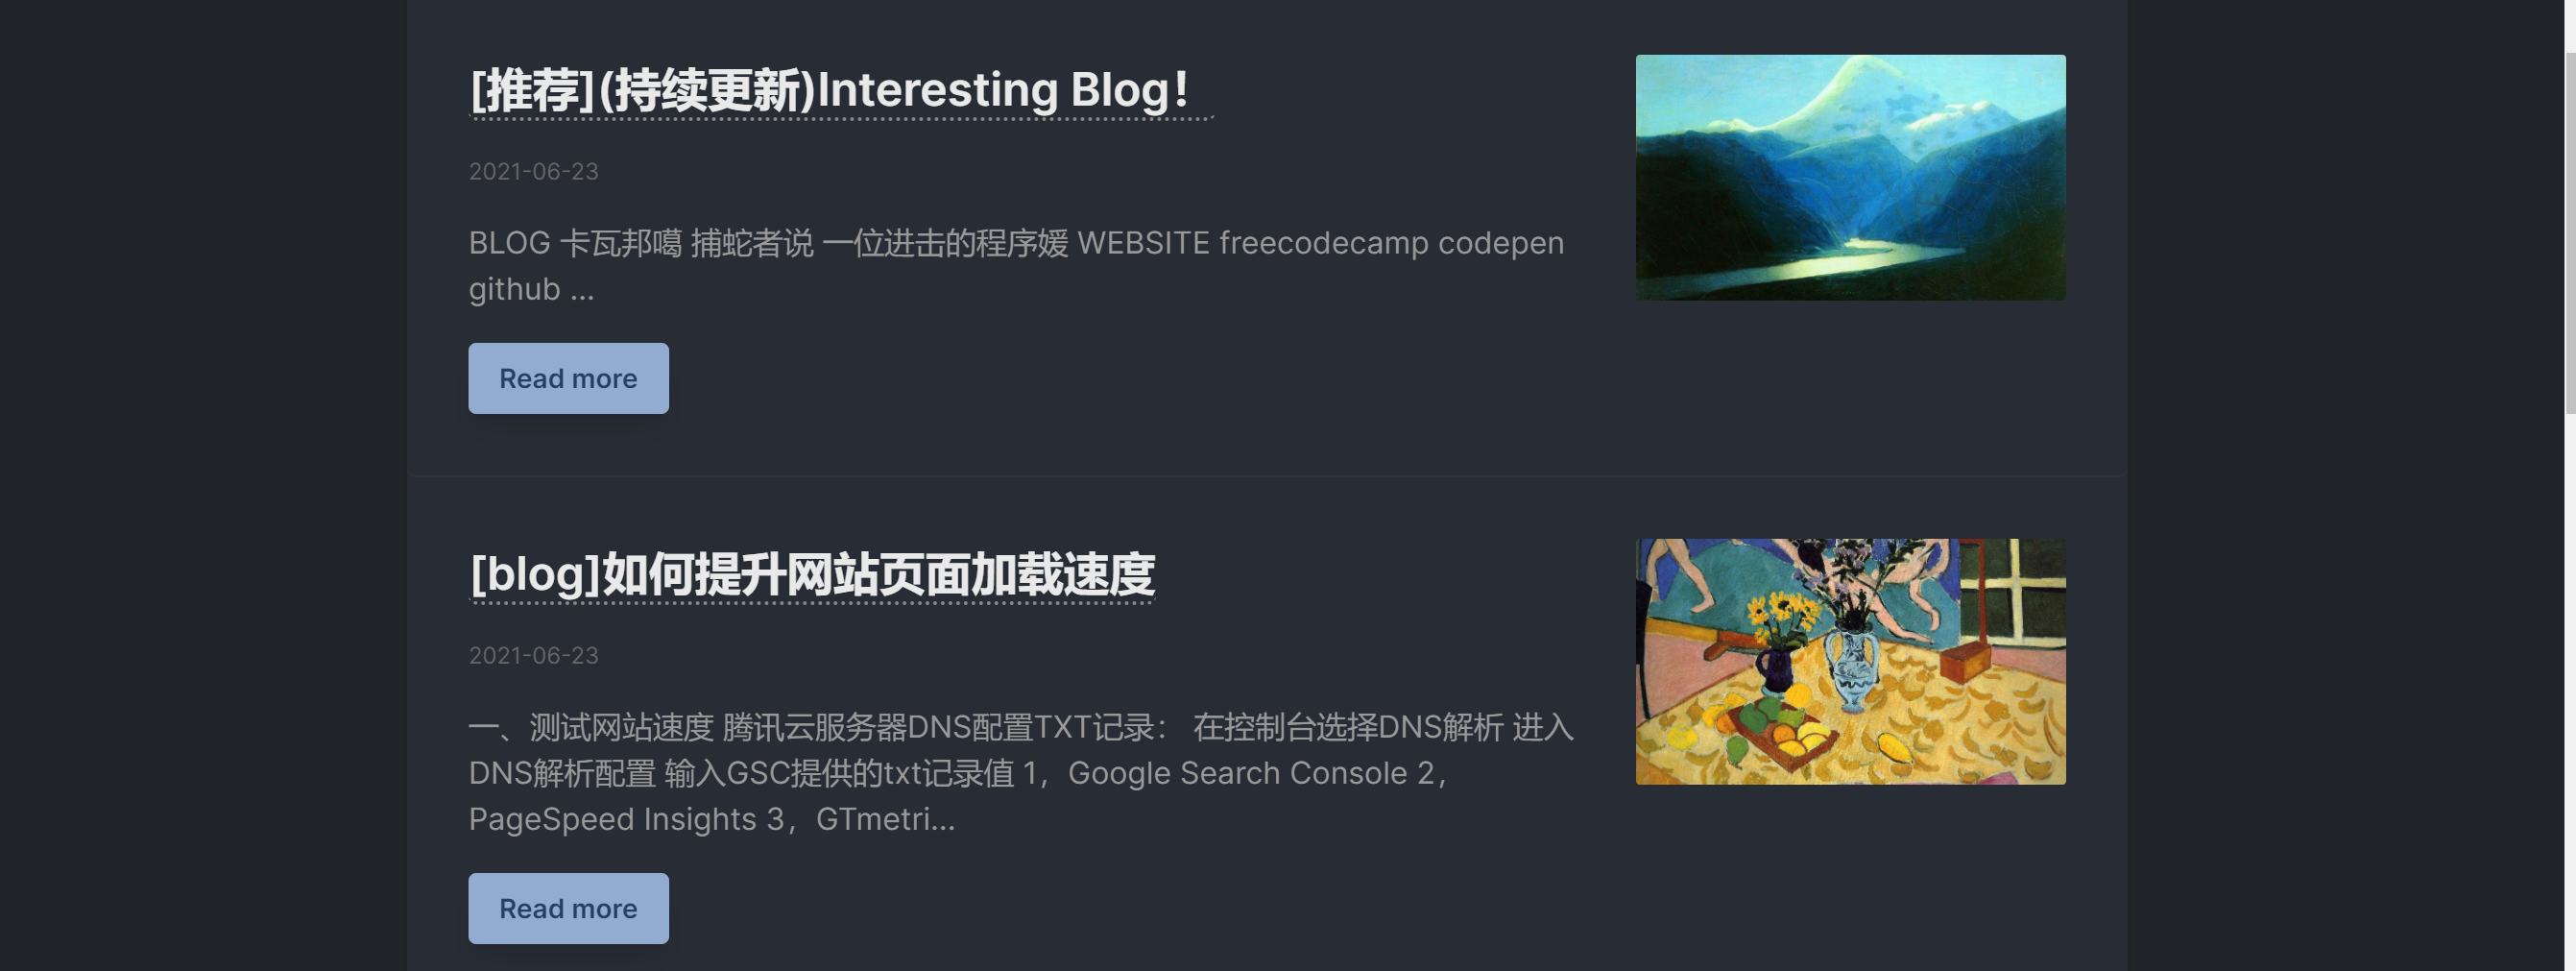 [推荐](持续更新)Interesting Blog！
2021-06-23
BLOG 卡瓦邦噶 捕蛇者说 一位进击的程序媛 WEBSITE freecodecamp codepen
github ...
Read more
[blog]如何提升网站页面加载速度
2021-06-23
一、测试网站速度 腾讯云服务器DNS配置TXT记录： 在控制台选择DNS解析 进入
DNS解析配置 输入GSC提供的txt记录值 1，Google Search Console 2，
PageSpeed Insights 3，GTmetri...
Read more